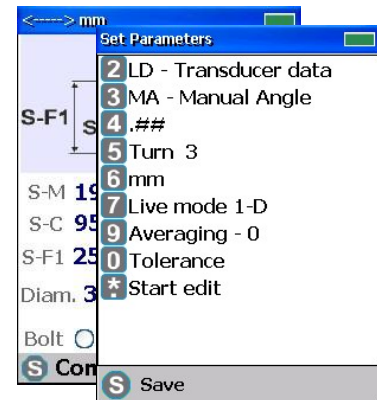 <-----> mm
S-F1
S
S-M 19
S-C 95
S-F1 25
Diam. 3
Bolt
S Con
Set Parameters
2 LD - Transducer data
3 MA - Manual Angle
4 .##
5 Turn 3
6 mm
7 Live mode 1-D
9 Averaging - 0
0 Tolerance
*. Start edit
S Save